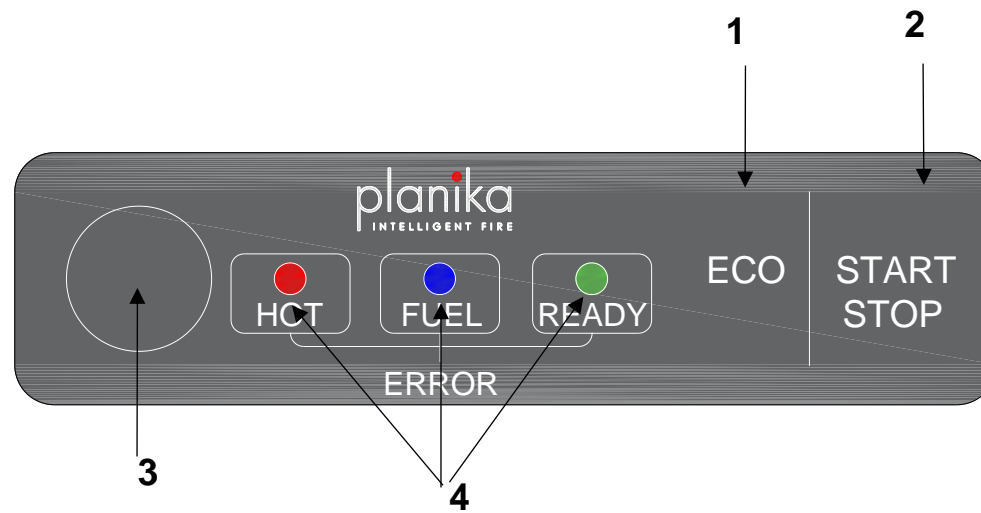 1
2
planika
INTELLIGENT FIRE
ECO
START
STOP
HOT
FUEL
READY
ERROR
3
4